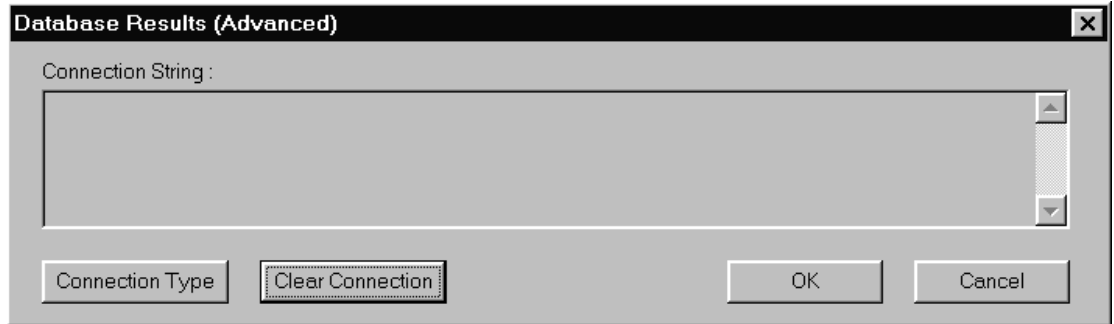 Database Results (Advanced)
Connection String :
Connection Type
Clear Connection
OK
Cancel